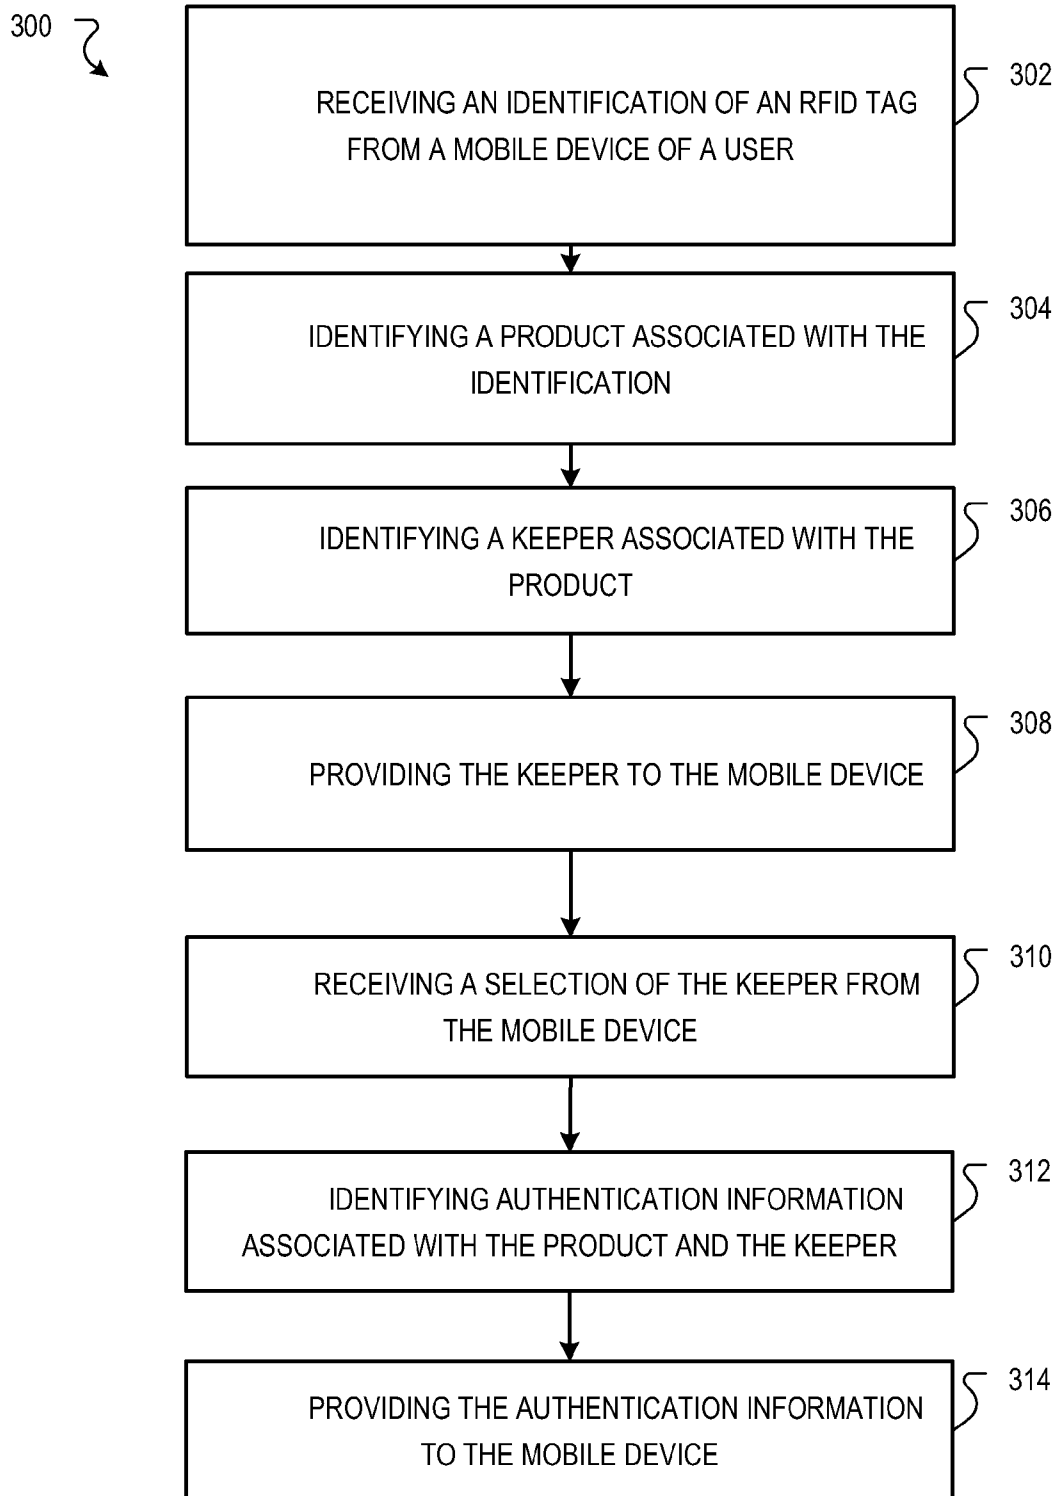 300
302
RECEIVING AN IDENTIFICATION OF AN RFID TAG
FROM A MOBILE DEVICE OF A USER
304
IDENTIFYING A PRODUCT ASSOCIATED WITH THE
IDENTIFICATION
306
IDENTIFYING A KEEPER ASSOCIATED WITH THE
PRODUCT
308
PROVIDING THE KEEPER TO THE MOBILE DEVICE
310
RECEIVING A SELECTION OF THE KEEPER FROM
THE MOBILE DEVICE
312
IDENTIFYING AUTHENTICATION INFORMATION
ASSOCIATED WITH THE PRODUCT AND THE KEEPER
314
PROVIDING THE AUTHENTICATION INFORMATION
TO THE MOBILE DEVICE